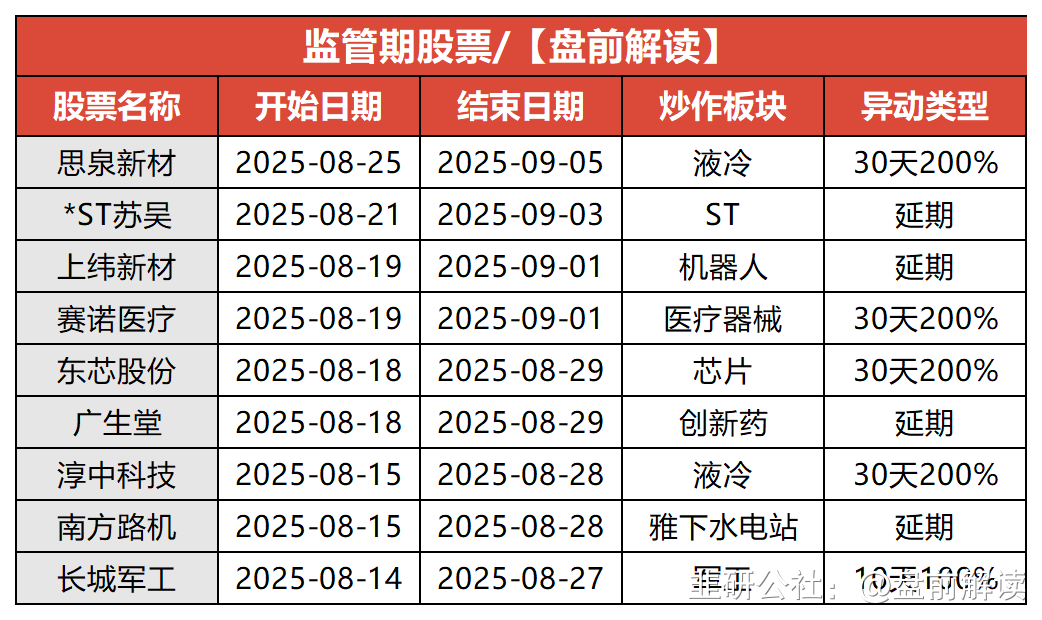 监管期股票/【盘前解读】
股票名称 开始日期 结束日期 炒作板块 异动类型
思泉新材 2025-08-25 2025-09-05 液冷 30天200%
*ST苏昊 2025-08-21 2025-09-03 ST 延期
上纬新材 2025-08-19 2025-09-01 机器人 延期
赛诺医疗 2025-08-19 2025-09-01 医疗器械 30天200%
东芯股份 2025-08-18 2025-08-29 芯片 30天200%
广生堂 2025-08-18 2025-08-29 创新药 延期
淳中科技 2025-08-15 2025-08-28 液冷 30天200%
南方路机 2025-08-15 2025-08-28 雅下水电站 延期
长城军工 2025-08-14 2025-08-27 军工 10天100%
韭研公社：@盘前解读